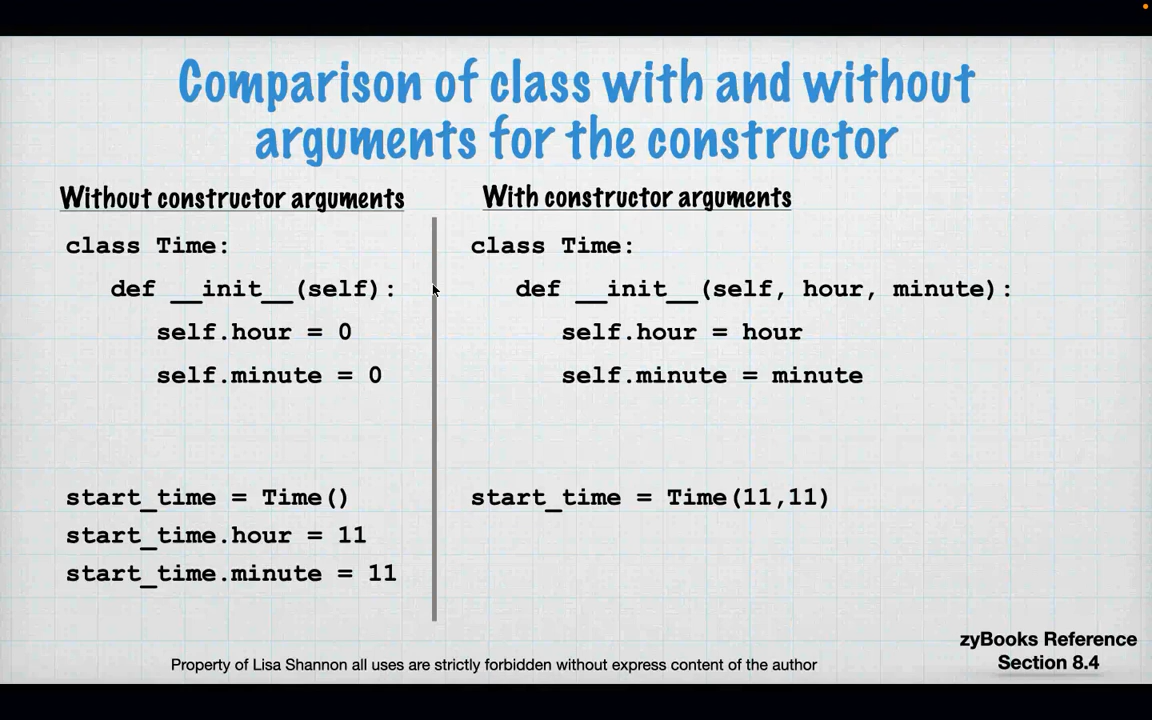 Comparison of class with and without
arguments for the constructor
Without constructor arguments
class Time:
def __init__(self):
self.hour = 0
self.minute = 0
start_time = Time()
start_time.hour = 11
start_time.minute = 11
With constructor arguments
class Time:
def __init__(self, hour, minute):
self.hour = hour
self.minute = minute
start_time = Time(11,11)
zyBooks Reference
Section 8.4
Property of Lisa Shannon all uses are strictly forbidden without express content of the author